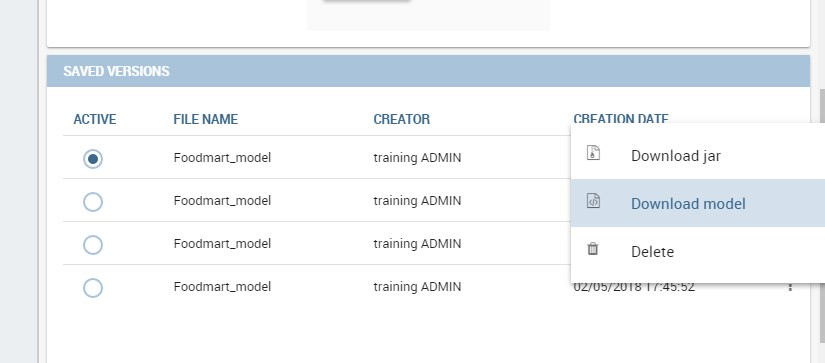 SAVED VERSIONS
ACTIVE FILE NAME CREATOR CREATION DATE
Foodmart_model training ADMIN
Foodmart_model training ADMIN
Foodmart_model training ADMIN
Foodmart_model training ADMIN 02/05/2018 17:45:52
Download jar
Download model
Delete